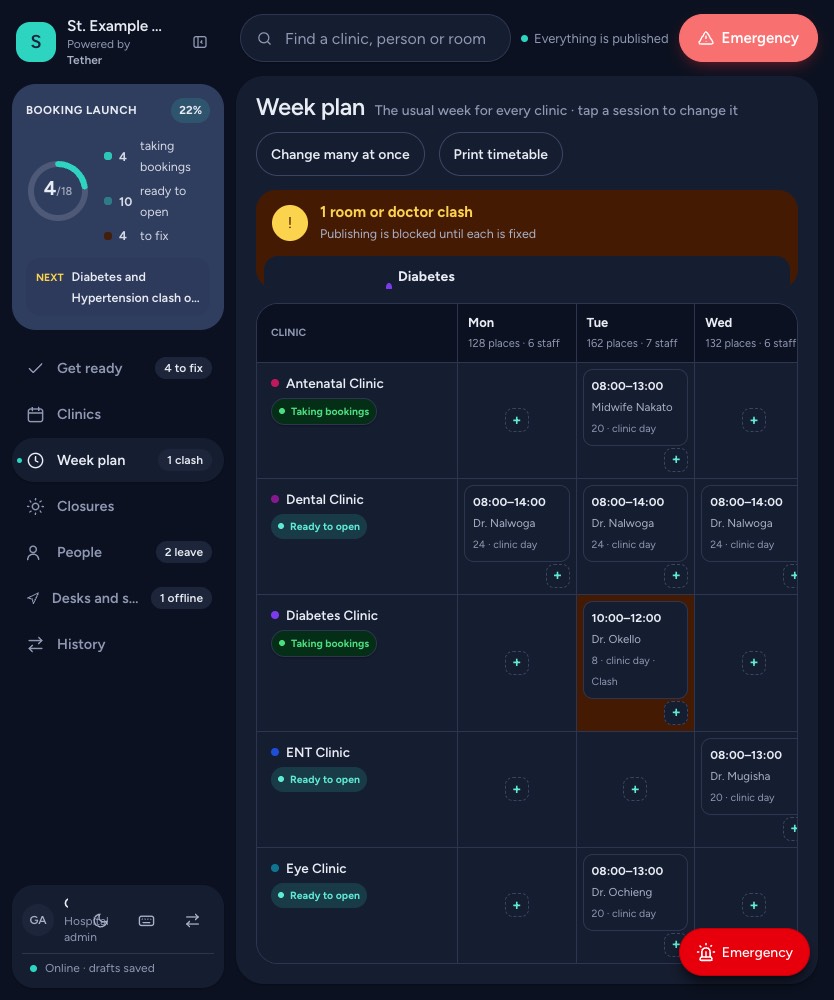 S
St. Example ...
Powered by
Tether
Find a clinic, person or room
Everything is published
Emergency
BOOKING LAUNCH
22%
4/18
4 taking
bookings
10 ready to
open
4 to fix
NEXT Diabetes and
Hypertension clash o...
Get ready 4 to fix
Clinics
Week plan 1 clash
Closures
People 2 leave
Desks and s... 1 offline
History
GA
Hospital
admin
Online · drafts saved
Week plan The usual week for every clinic · tap a session to change it
Change many at once
Print timetable
!
1 room or doctor clash
Publishing is blocked until each is fixed
Diabetes
CLINIC
Mon
128 places · 6 staff
Tue
162 places · 7 staff
Wed
132 places · 6 staff
Antenatal Clinic
Taking bookings
+
08:00–13:00
Midwife Nakato
20 · clinic day
+
+
Dental Clinic
Ready to open
08:00–14:00
Dr. Nalwoga
24 · clinic day
+
08:00–14:00
Dr. Nalwoga
24 · clinic day
+
08:00–14:00
Dr. Nalwoga
24 · clinic day
+
Diabetes Clinic
Taking bookings
+
10:00–12:00
Dr. Okello
8 · clinic day ·
Clash
+
+
ENT Clinic
Ready to open
+
+
08:00–13:00
Dr. Mugisha
20 · clinic day
+
Eye Clinic
Ready to open
+
08:00–13:00
Dr. Ochieng
20 · clinic day
+
+
Emergency